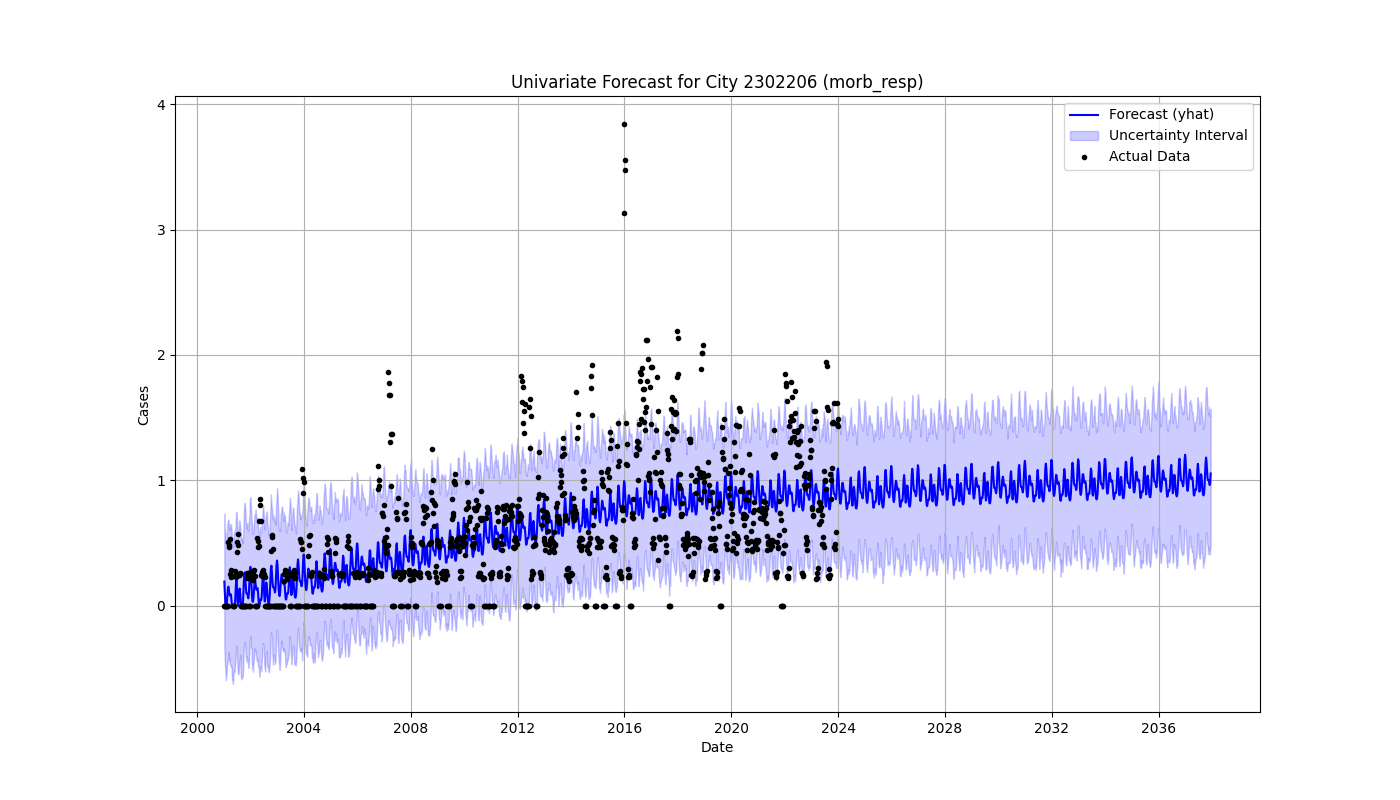 Univariate Forecast for City 2302206 (morb_resp)
Forecast (yhat)
Uncertainty Interval
Actual Data
Cases
4
3
2
1
0
2000 2004 2008 2012 2016 2020 2024 2028 2032 2036
Date